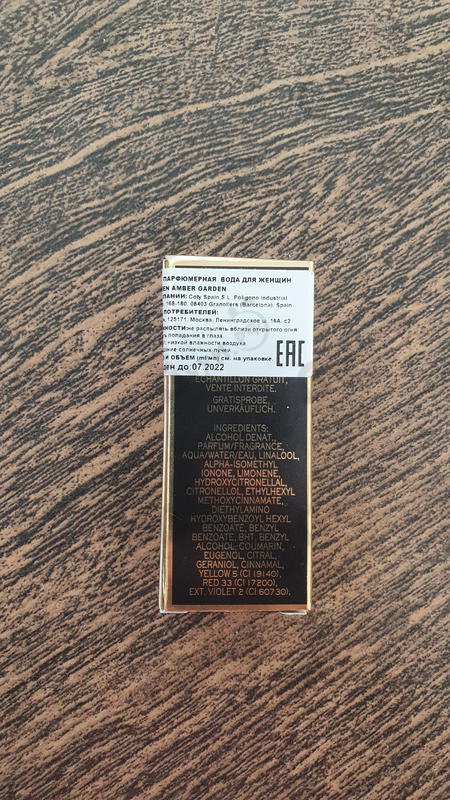 ПАРФЮМЕРНАЯ ВОДА ДЛЯ ЖЕНЩИН
EN AMBER GARDEN
ПАНИИ: Coty Spain S.L., Poligono Industrial
168-180, 08403 Granollers (Barcelona), Spain
ПОТРЕБИТЕЛЕЙ:
125171, Москва, Ленинградское ш. 16А, с2
НОСТИ: не распылять вблизи открытого огня
попадания в глаза
низкой влажности воздуха
ние солнечных лучей
И ОБЪЕМ (ml/мл) см. на упаковке.
ЕН до: 07.2022
EAC
ÉCHANTILLON GRATUIT,
VENTE INTERDITE.
GRATISPROBE,
UNVERKÄUFLICH.
INGREDIENTS:
ALCOHOL DENAT.,
PARFUM/FRAGRANCE,
AQUA/WATER/EAU, LINALOOL,
ALPHA-ISOMETHYL
IONONE, LIMONENE,
HYDROXYCITRONELLAL,
CITRONELLOL, ETHYLHEXYL
METHOXYCINNAMATE,
DIETHYLAMINO
HYDROXYBENZOYL HEXYL
BENZOATE, BENZYL
BENZOATE, BHT, BENZYL
ALCOHOL, COUMARIN,
EUGENOL, CITRAL,
GERANIOL, CINNAMAL,
YELLOW 5 (CI 19140),
RED 33 (CI 17200),
EXT. VIOLET 2 (CI 60730).